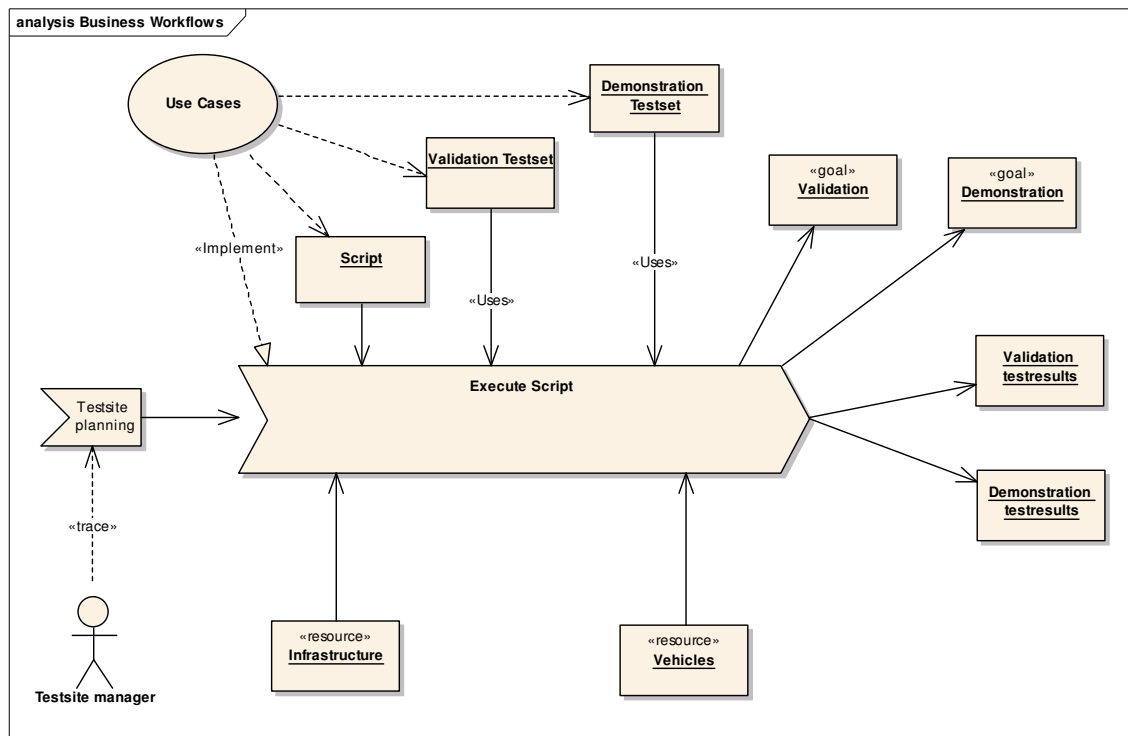 analysis Business Workflows
Use Cases
Demonstration
Testset
Validation Testset
«goal»
Validation
«goal»
Demonstration
«Implement»
Script
«Uses»
«Uses»
Execute Script
Validation
testresults
Testsite
planning
Demonstration
testresults
«trace»
«resource»
Infrastructure
«resource»
Vehicles
Testsite manager